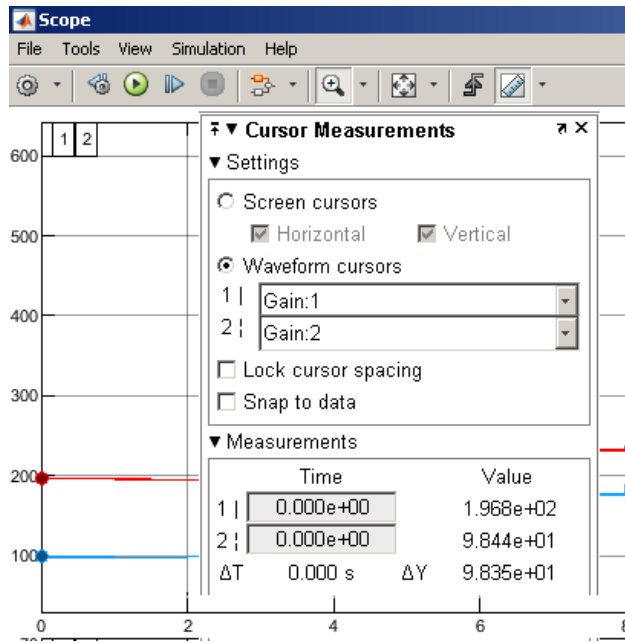 Scope
File Tools View Simulation Help
1 2
Cursor Measurements
Settings
Screen cursors
Horizontal Vertical
Waveform cursors
1 | Gain:1
2 ¦ Gain:2
Lock cursor spacing
Snap to data
Measurements
Time Value
1 | 0.000e+00 1.968e+02
2 ¦ 0.000e+00 9.844e+01
ΔT 0.000 s ΔY 9.835e+01
600
500
400
300
200
100
0 2 4 6 8